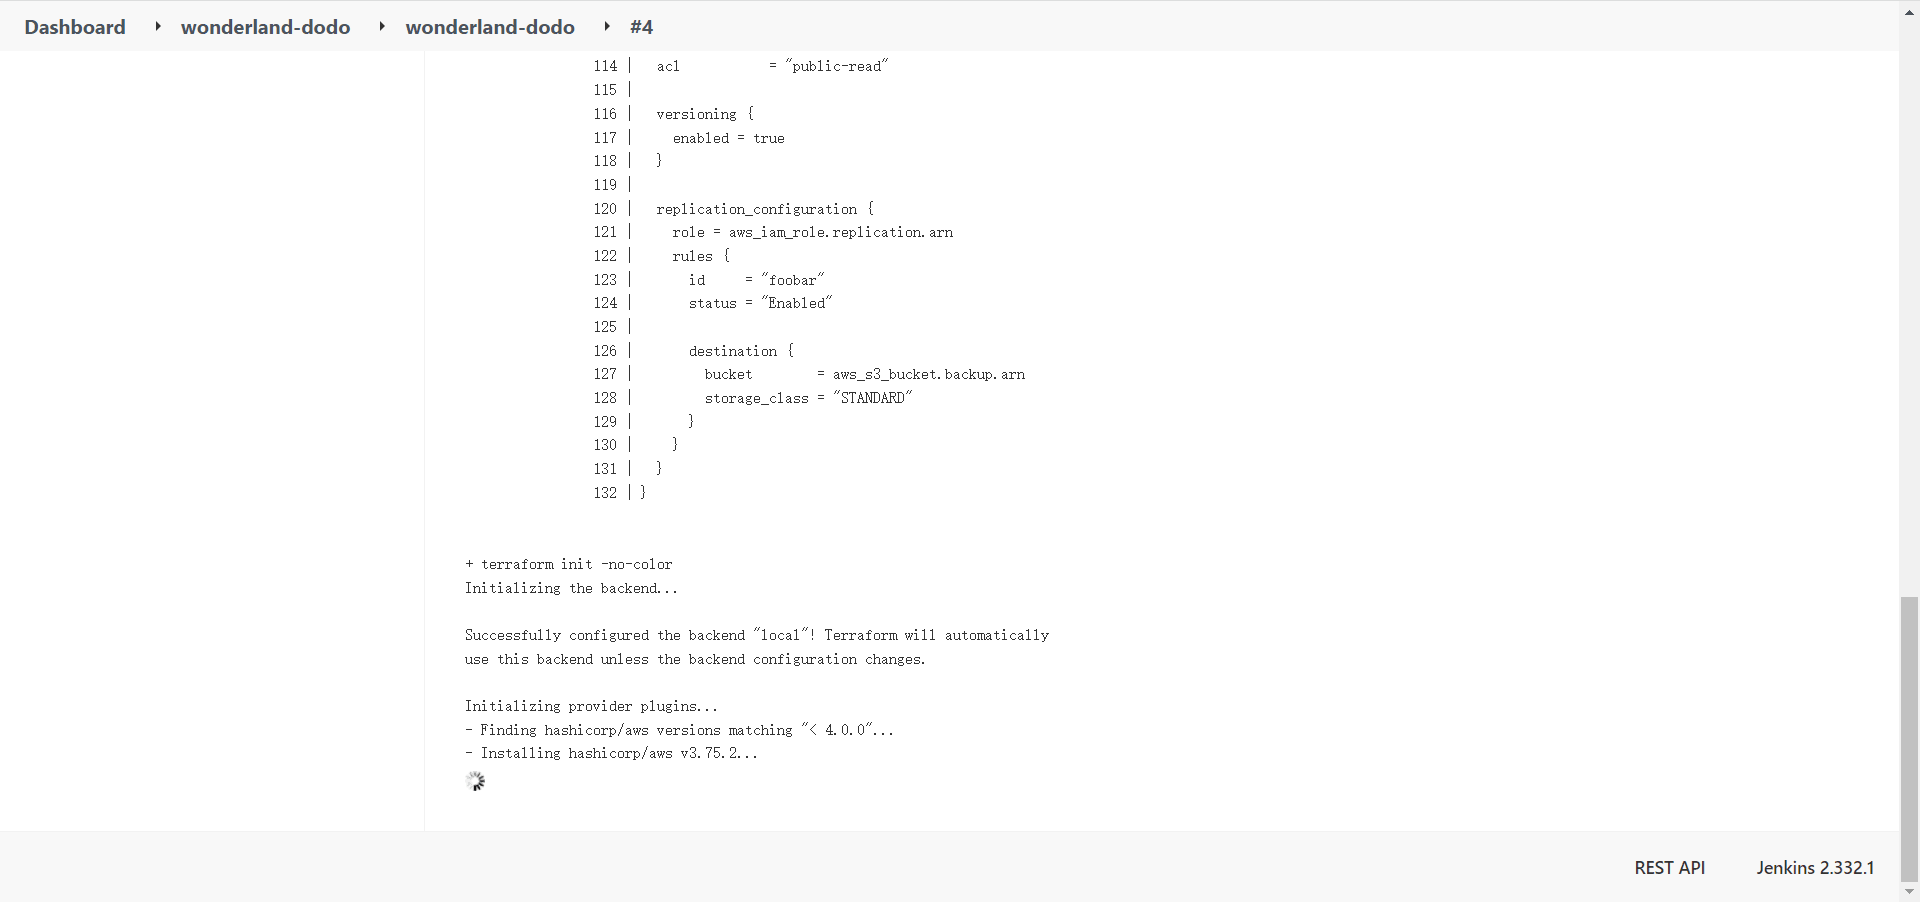 Dashboard
wonderland-dodo
wonderland-dodo
#4
114 |   acl           = "public-read"
115 |
116 |   versioning {
117 |     enabled = true
118 |   }
119 |
120 |   replication_configuration {
121 |     role = aws_iam_role.replication.arn
122 |     rules {
123 |       id     = "foobar"
124 |       status = "Enabled"
125 |
126 |       destination {
127 |         bucket        = aws_s3_bucket.backup.arn
128 |         storage_class = "STANDARD"
129 |       }
130 |     }
131 |   }
132 | }
+ terraform init -no-color
Initializing the backend...
Successfully configured the backend "local"! Terraform will automatically
use this backend unless the backend configuration changes.
Initializing provider plugins...
- Finding hashicorp/aws versions matching "< 4.0.0"...
- Installing hashicorp/aws v3.75.2...
REST API
Jenkins 2.332.1